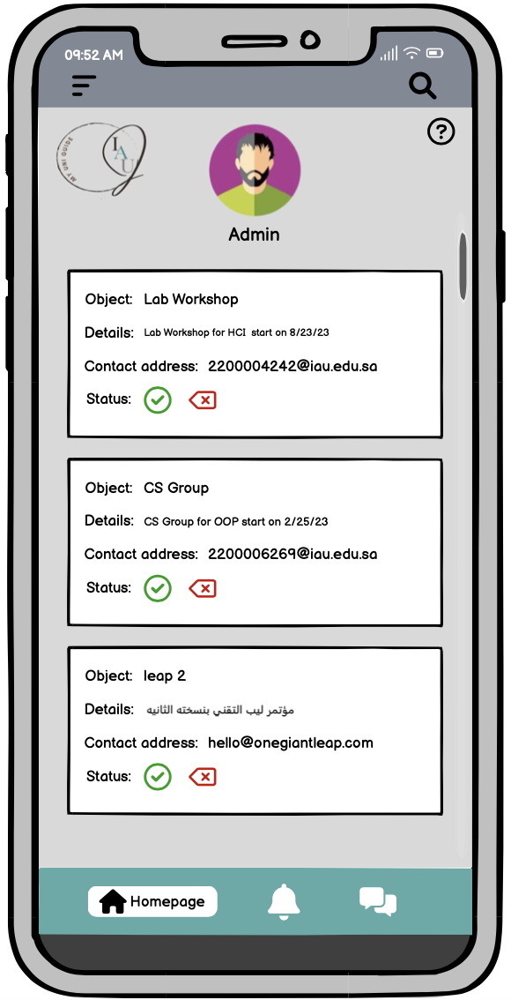 09:52 AM
MY UNI GUIDE
IAU
Admin
Object: Lab Workshop
Details: Lab Workshop for HCI start on 8/23/23
Contact address: 2200004242@iau.edu.sa
Status:
Object: CS Group
Details: CS Group for OOP start on 2/25/23
Contact address: 2200006269@iau.edu.sa
Status:
Object: leap 2
Details: مؤتمر ليب التقني بنسخته الثانيه
Contact address: hello@onegiantleap.com
Status:
Homepage